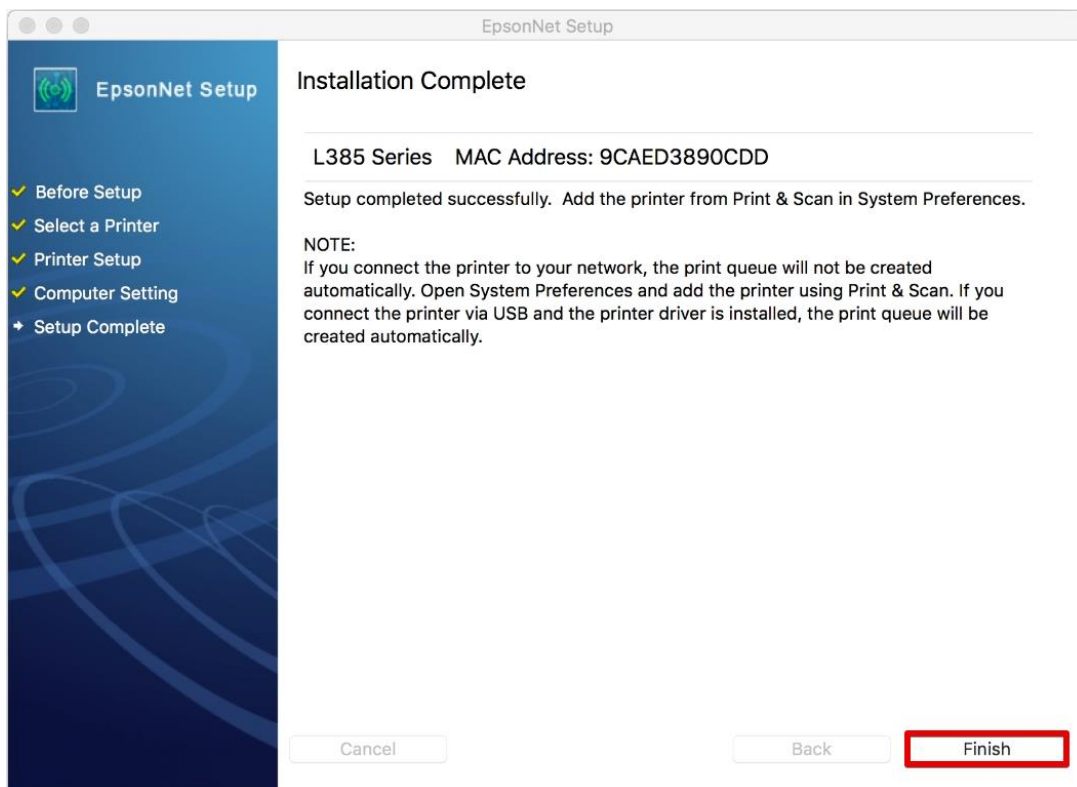 EpsonNet Setup
EpsonNet Setup
Before Setup
Select a Printer
Printer Setup
Computer Setting
Setup Complete
Installation Complete
L385 Series MAC Address: 9CAED3890CDD
Setup completed successfully. Add the printer from Print & Scan in System Preferences.
NOTE:
If you connect the printer to your network, the print queue will not be created
automatically. Open System Preferences and add the printer using Print & Scan. If you
connect the printer via USB and the printer driver is installed, the print queue will be
created automatically.
Cancel
Back
Finish